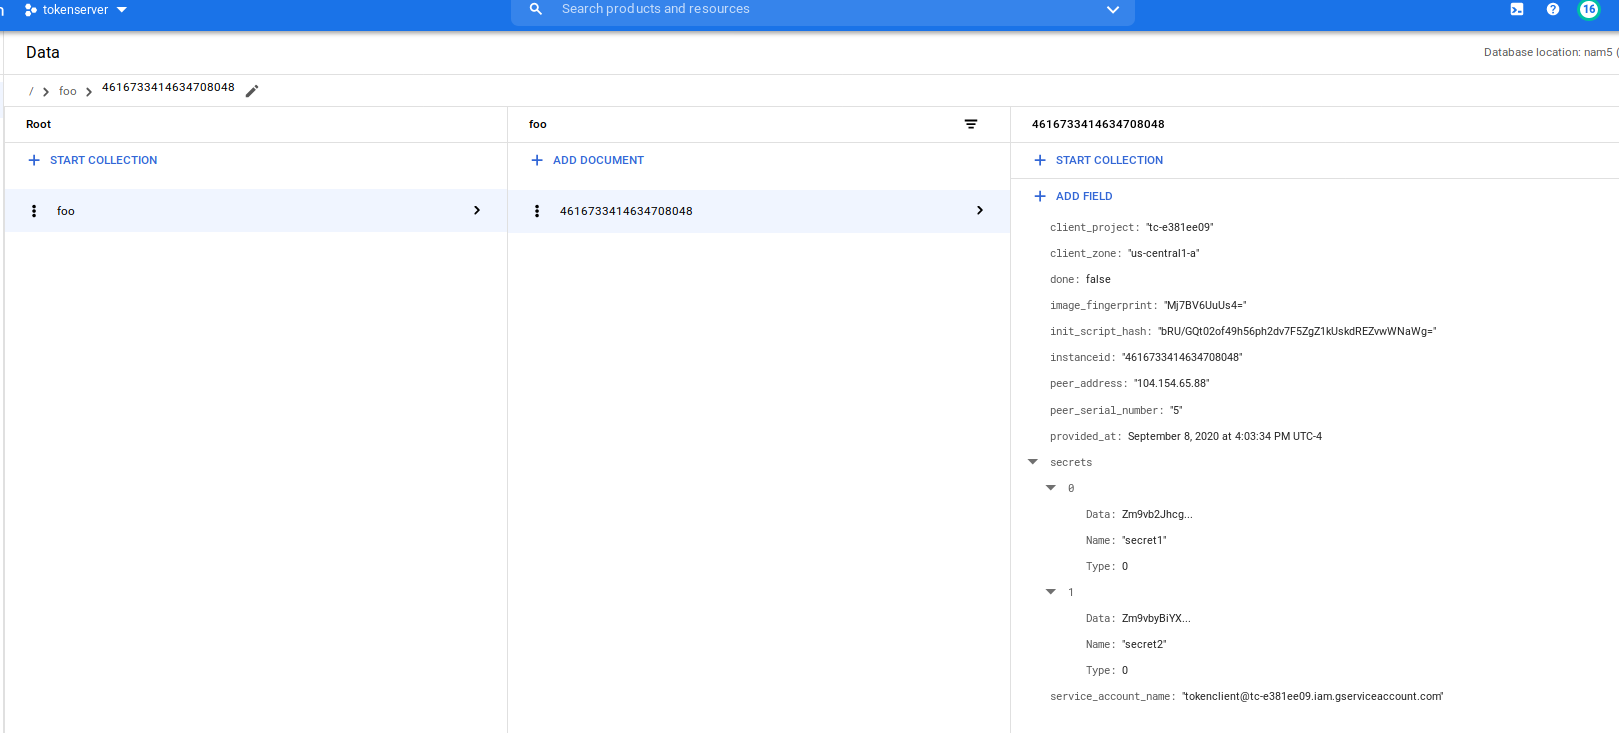 tokenserver
Search products and resources
16
Data
Database location: nam5 (
/ foo 4616733414634708048
Root
START COLLECTION
foo
foo
ADD DOCUMENT
4616733414634708048
4616733414634708048
START COLLECTION
ADD FIELD
client_project: "tc-e381ee09"
client_zone: "us-central1-a"
done: false
image_fingerprint: "Mj7BV6UuUs4="
init_script_hash: "bRU/GQt02of49h56ph2dv7F5ZgZ1kUskdREZvwWNaWg="
instanceid: "4616733414634708048"
peer_address: "104.154.65.88"
peer_serial_number: "5"
provided_at: September 8, 2020 at 4:03:34 PM UTC-4
secrets
0
Data: Zm9vb2Jhcg...
Name: "secret1"
Type: 0
1
Data: Zm9vbyBiYX...
Name: "secret2"
Type: 0
service_account_name: "tokenclient@tc-e381ee09.iam.gserviceaccount.com"